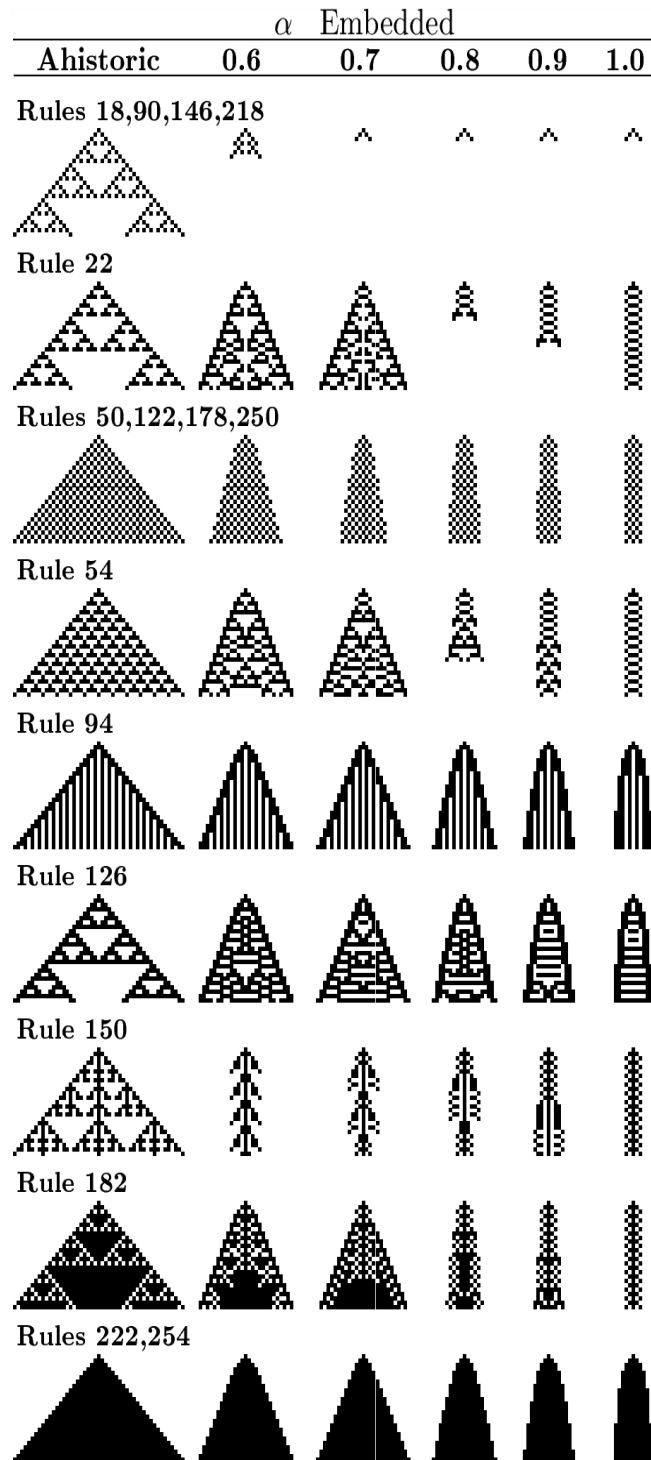 α Embedded
Ahistoric 0.6 0.7 0.8 0.9 1.0
Rules 18,90,146,218
Rule 22
Rules 50,122,178,250
Rule 54
Rule 94
Rule 126
Rule 150
Rule 182
Rules 222,254